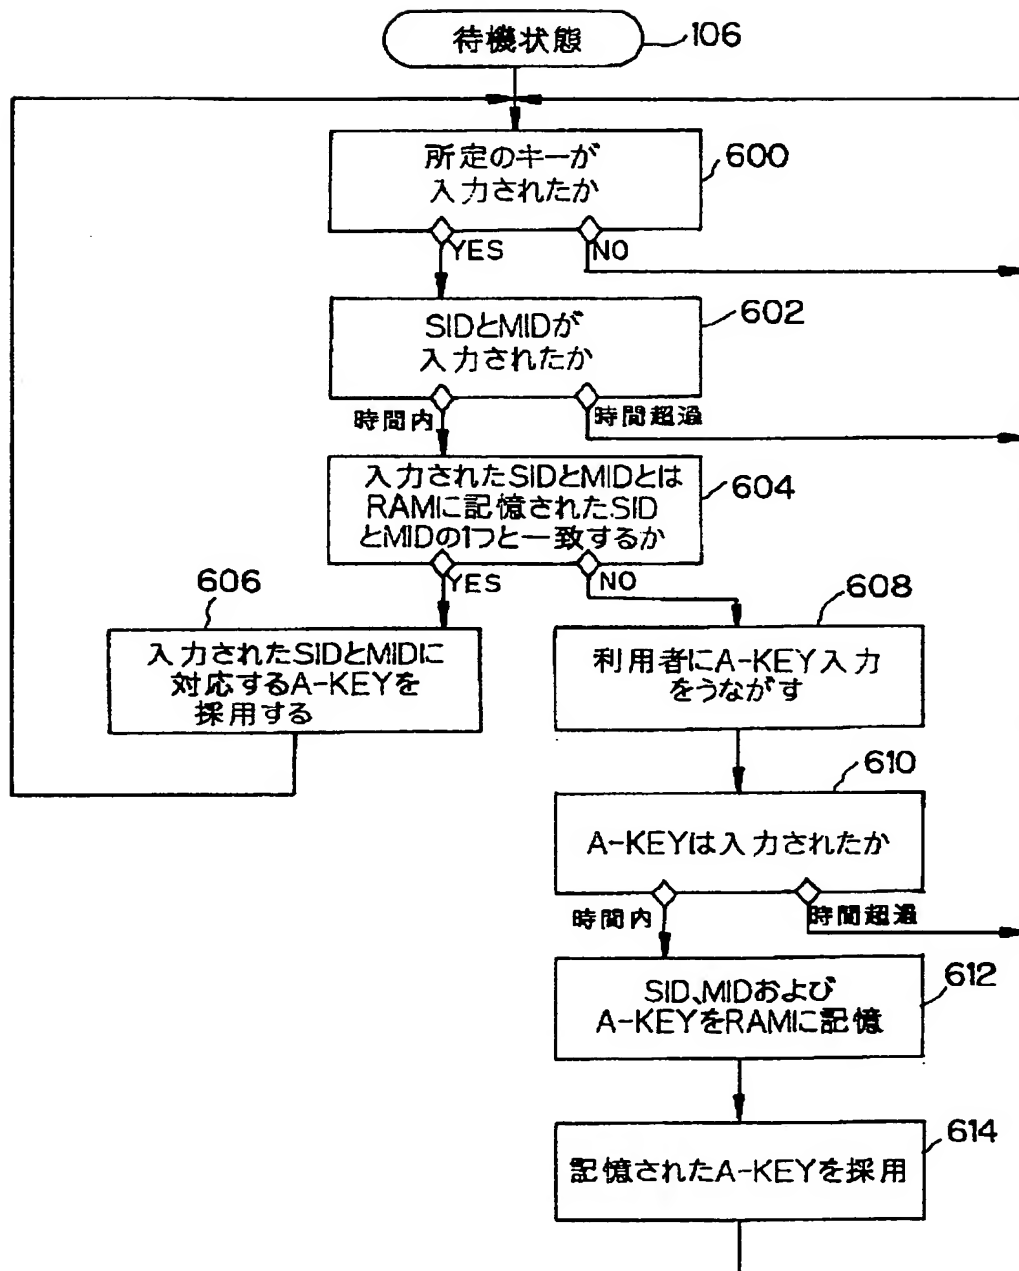 待機状態
106
所定のキーが
入力されたか
600
YES
NO
SIDとMIDが
入力されたか
602
時間内
時間超過
入力されたSIDとMIDとは
RAMに記憶されたSID
とMIDの1つと一致するか
604
YES
NO
606
入力されたSIDとMIDに
対応するA-KEYを
採用する
608
利用者にA-KEY入力
をうながす
610
A-KEYは入力されたか
時間内
時間超過
SID、MIDおよび
A-KEYをRAMに記憶
612
記憶されたA-KEYを採用
614